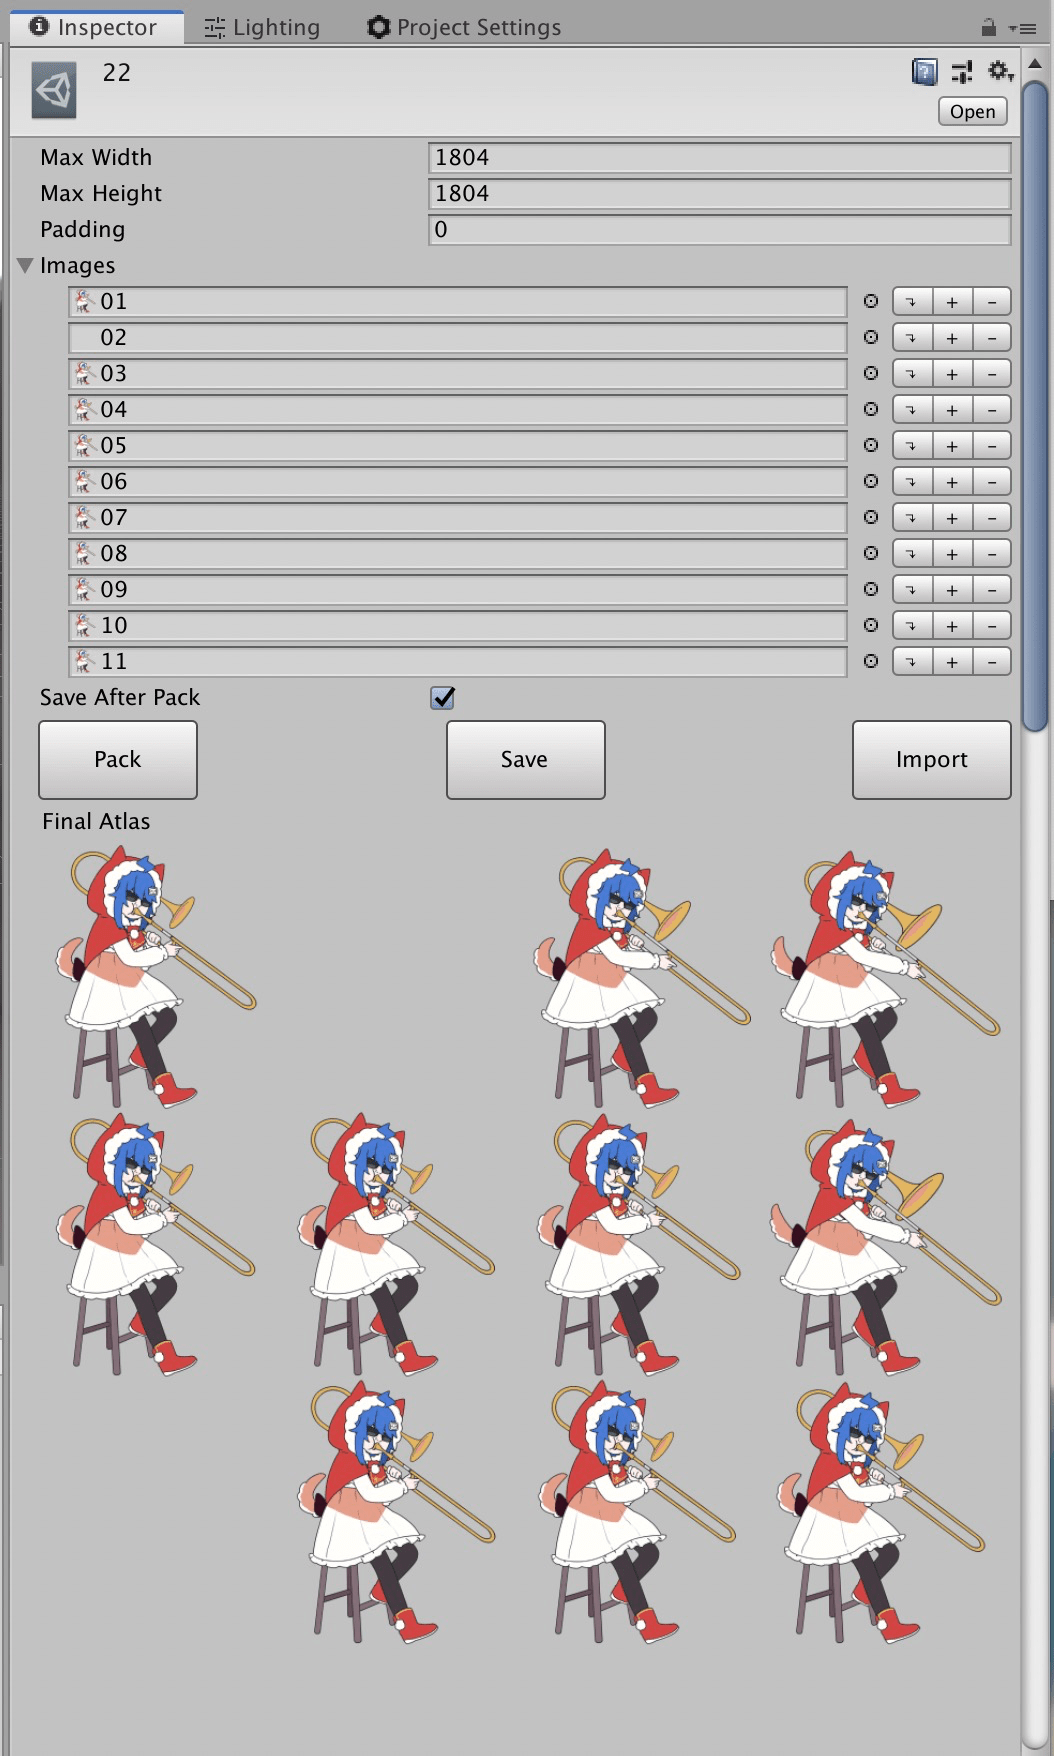 Inspector Lighting Project Settings
22
Open
Max Width 1804
Max Height 1804
Padding 0
Images
01
02
03
04
05
06
07
08
09
10
11
Save After Pack
Pack Save Import
Final Atlas